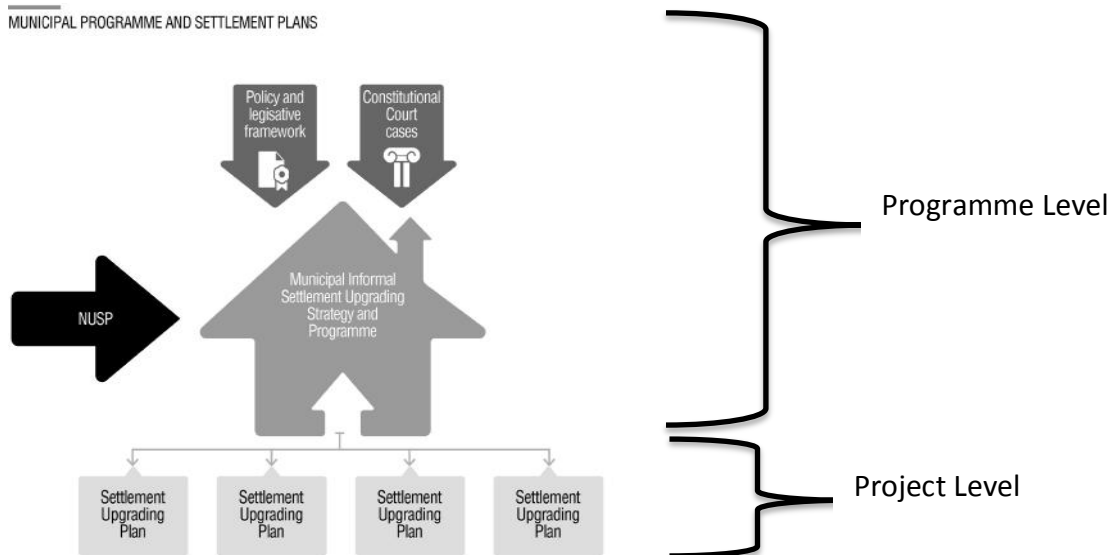 MUNICIPAL PROGRAMME AND SETTLEMENT PLANS
Policy and
legisative
framework
Constitutional
Court
cases
Programme Level
Municipal Informal
Settlement Upgrading
Strategy and
Programme
NUSP
Settlement
Upgrading
Plan
Settlement
Upgrading
Plan
Settlement
Upgrading
Plan
Settlement
Upgrading
Plan
Project Level